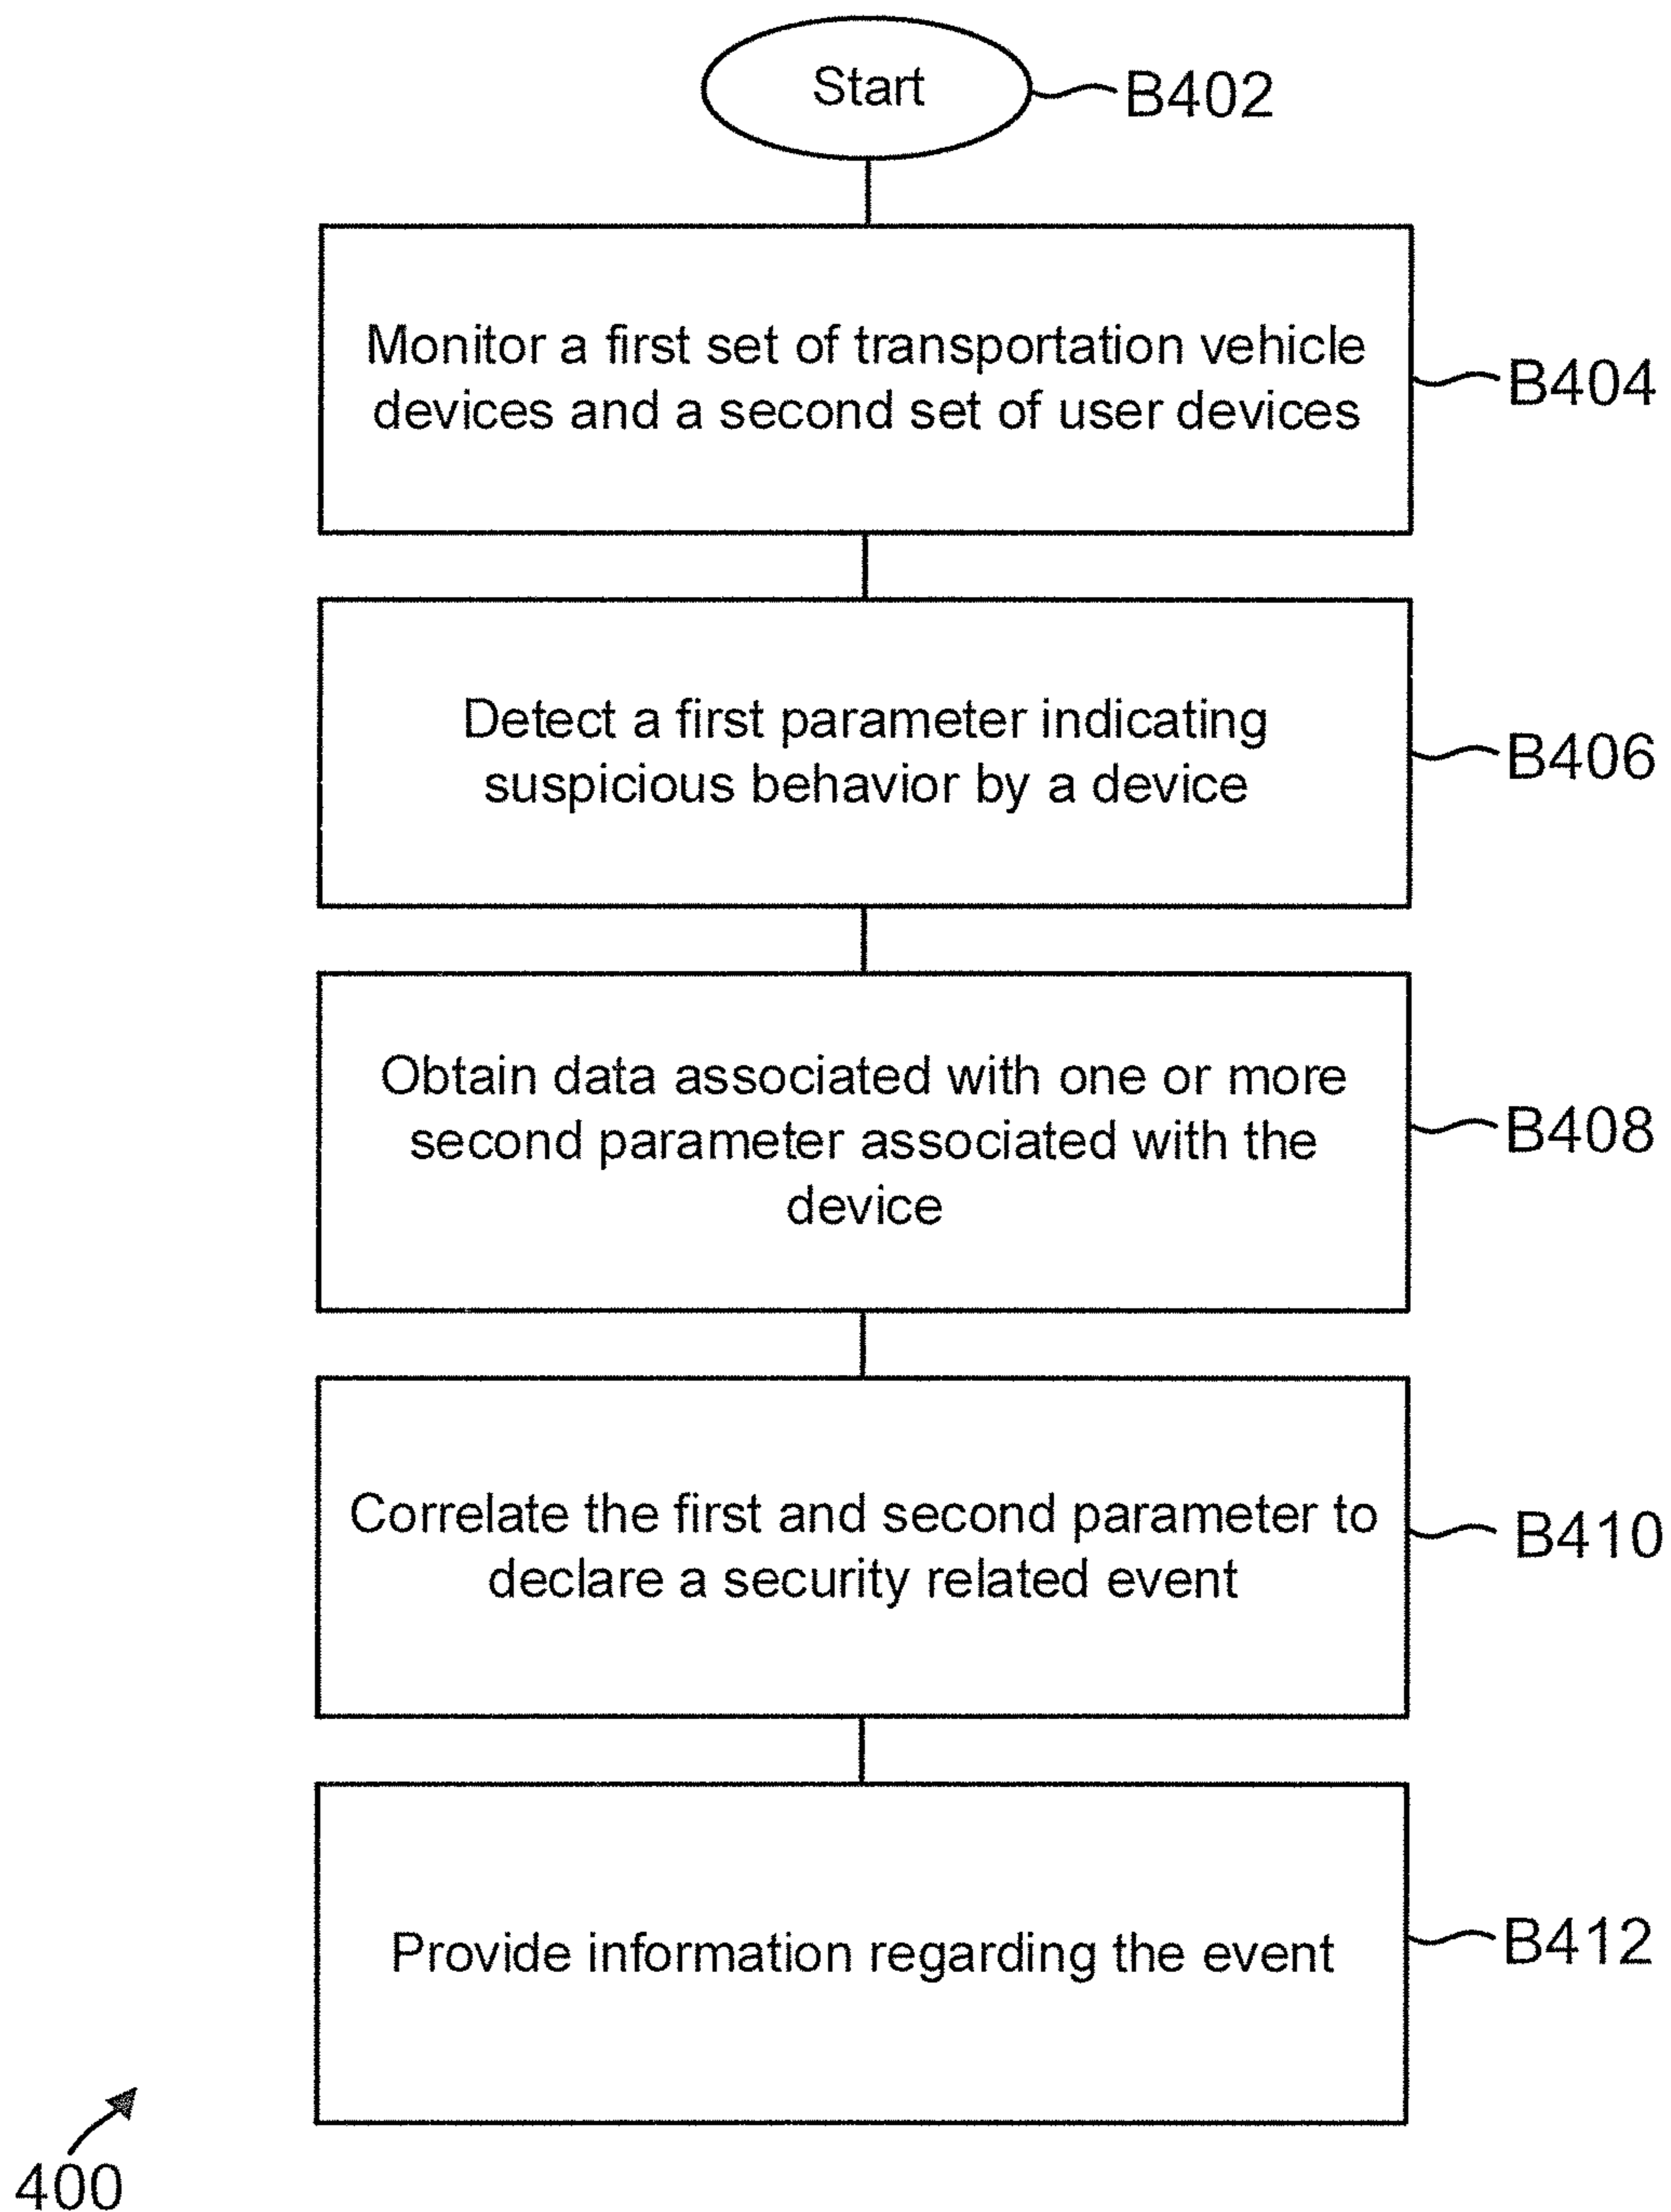 Start
B402
Monitor a first set of transportation vehicle
devices and a second set of user devices
B404
Detect a first parameter indicating
suspicious behavior by a device
B406
Obtain data associated with one or more
second parameter associated with the
device
B408
Correlate the first and second parameter to
declare a security related event
B410
Provide information regarding the event
B412
400